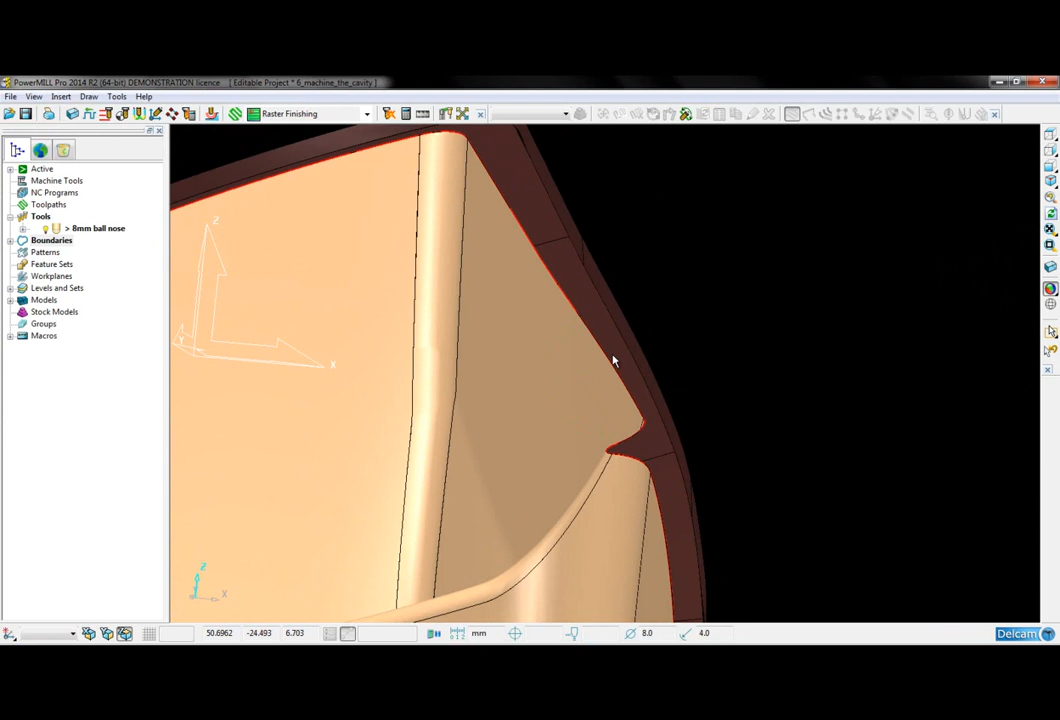 PowerMILL Pro 2014 R2 (64-bit) DEMONSTRATION licence [ Editable Project * 6_machine_the_cavity ]
File View Insert Draw Tools Help
Raster Finishing
Active
Machine Tools
NC Programs
Toolpaths
Tools
> 8mm ball nose
Boundaries
Patterns
Feature Sets
Workplanes
Levels and Sets
Models
Stock Models
Groups
Macros
Z
Y
X
Z
X
50.6962 -24.493 6.703 mm 8.0 4.0 Delcam